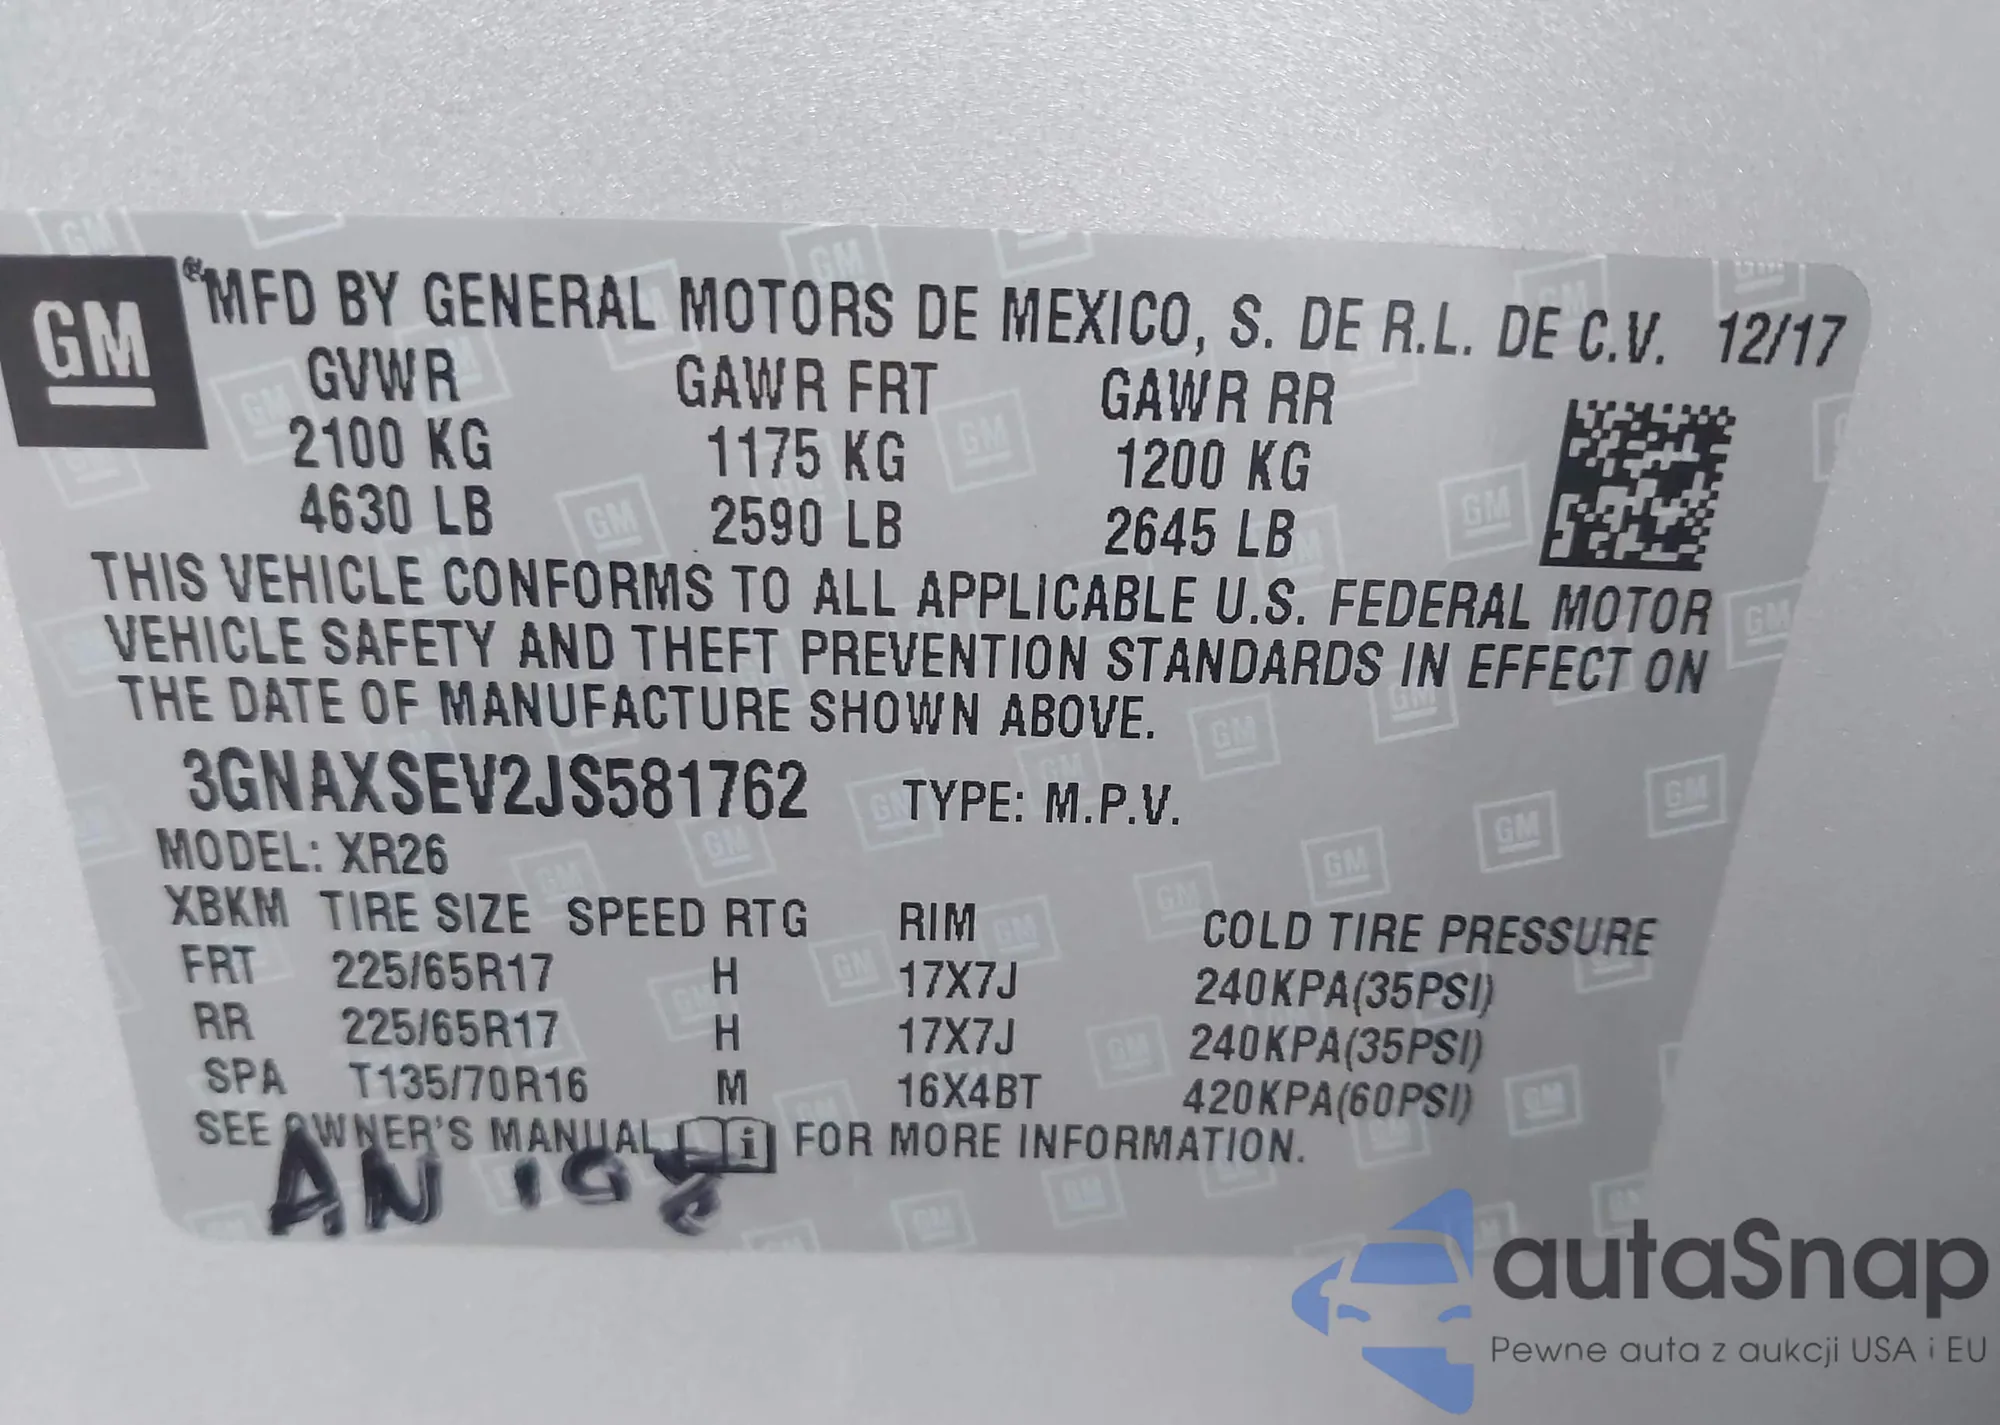 GM
®MFD BY GENERAL MOTORS DE MEXICO, S. DE R.L. DE C.V. 12/17
GVWR GAWR FRT GAWR RR
2100 KG 1175 KG 1200 KG
4630 LB 2590 LB 2645 LB
THIS VEHICLE CONFORMS TO ALL APPLICABLE U.S. FEDERAL MOTOR
VEHICLE SAFETY AND THEFT PREVENTION STANDARDS IN EFFECT ON
THE DATE OF MANUFACTURE SHOWN ABOVE.
3GNAXSEV2JS581762 TYPE: M.P.V.
MODEL: XR26
XBKM TIRE SIZE SPEED RTG RIM COLD TIRE PRESSURE
FRT 225/65R17 H 17X7J 240KPA(35PSI)
RR 225/65R17 H 17X7J 240KPA(35PSI)
SPA T135/70R16 M 16X4BT 420KPA(60PSI)
SEE OWNER'S MANUAL i FOR MORE INFORMATION.
AN
autaSnap
Pewne auta z aukcji USA i EU